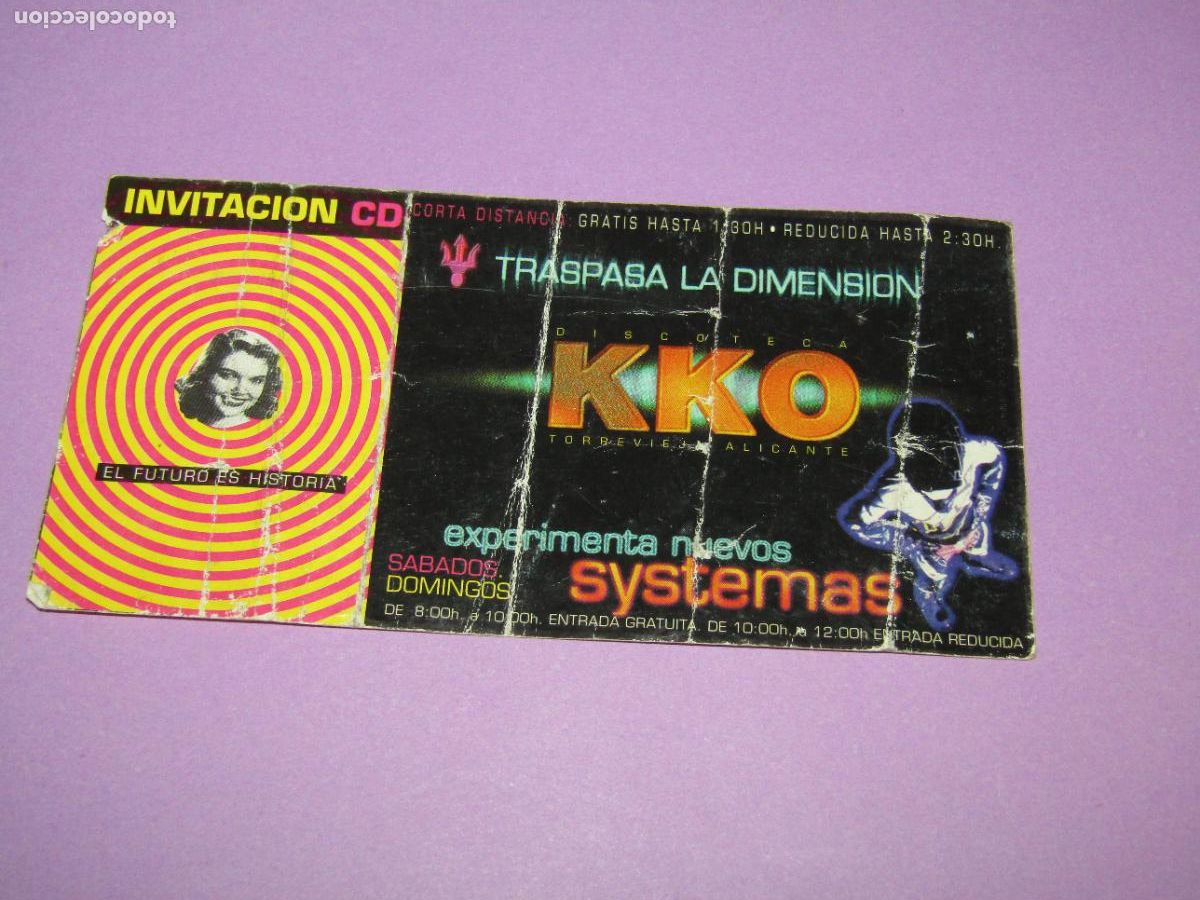 todocoleccion
INVITACION CD
EL FUTURO ES HISTORIA
CORTA DISTANCIA: GRATIS HASTA 1:30H • REDUCIDA HASTA 2:30H.
TRASPASA LA DIMENSION
DISCOTECA
KKO
TORREVIEJA ALICANTE
experimenta nuevos
systemas
SABADOS
DOMINGOS
DE 8:00h. a 10:00h. ENTRADA GRATUITA. DE 10:00h. a 12:00h ENTRADA REDUCIDA